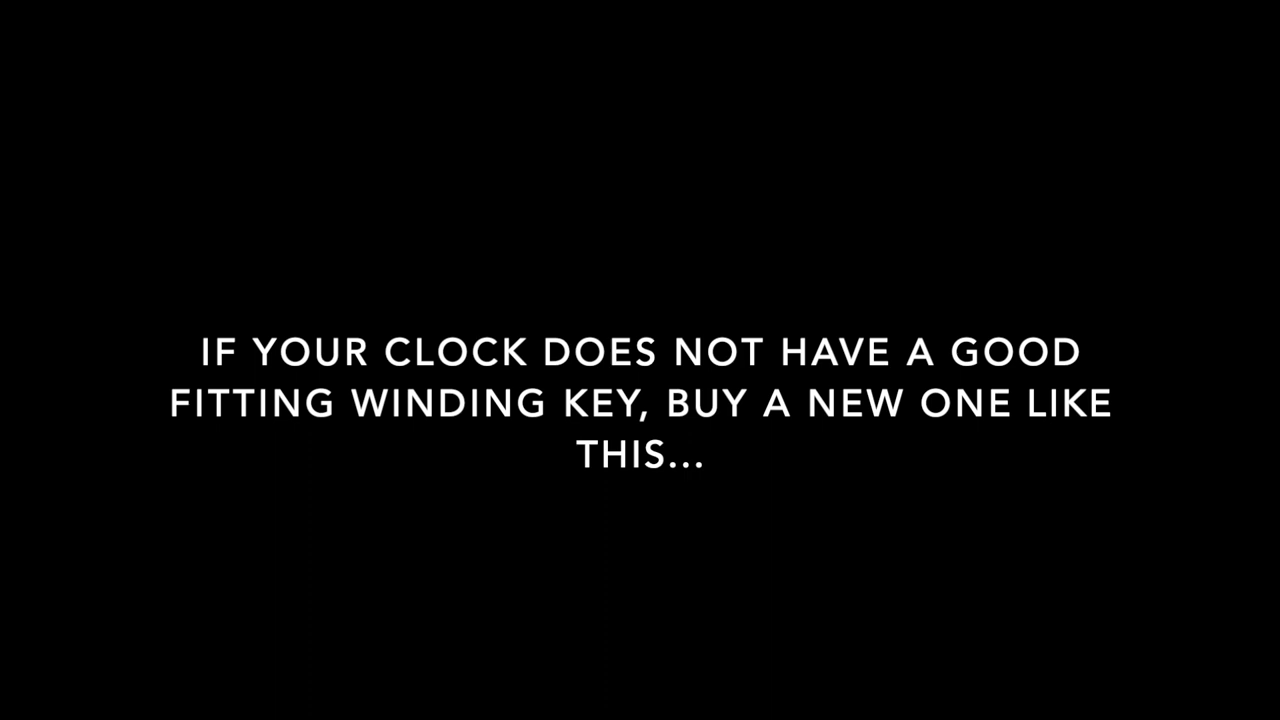 IF YOUR CLOCK DOES NOT HAVE A GOOD
FITTING WINDING KEY, BUY A NEW ONE LIKE
THIS...